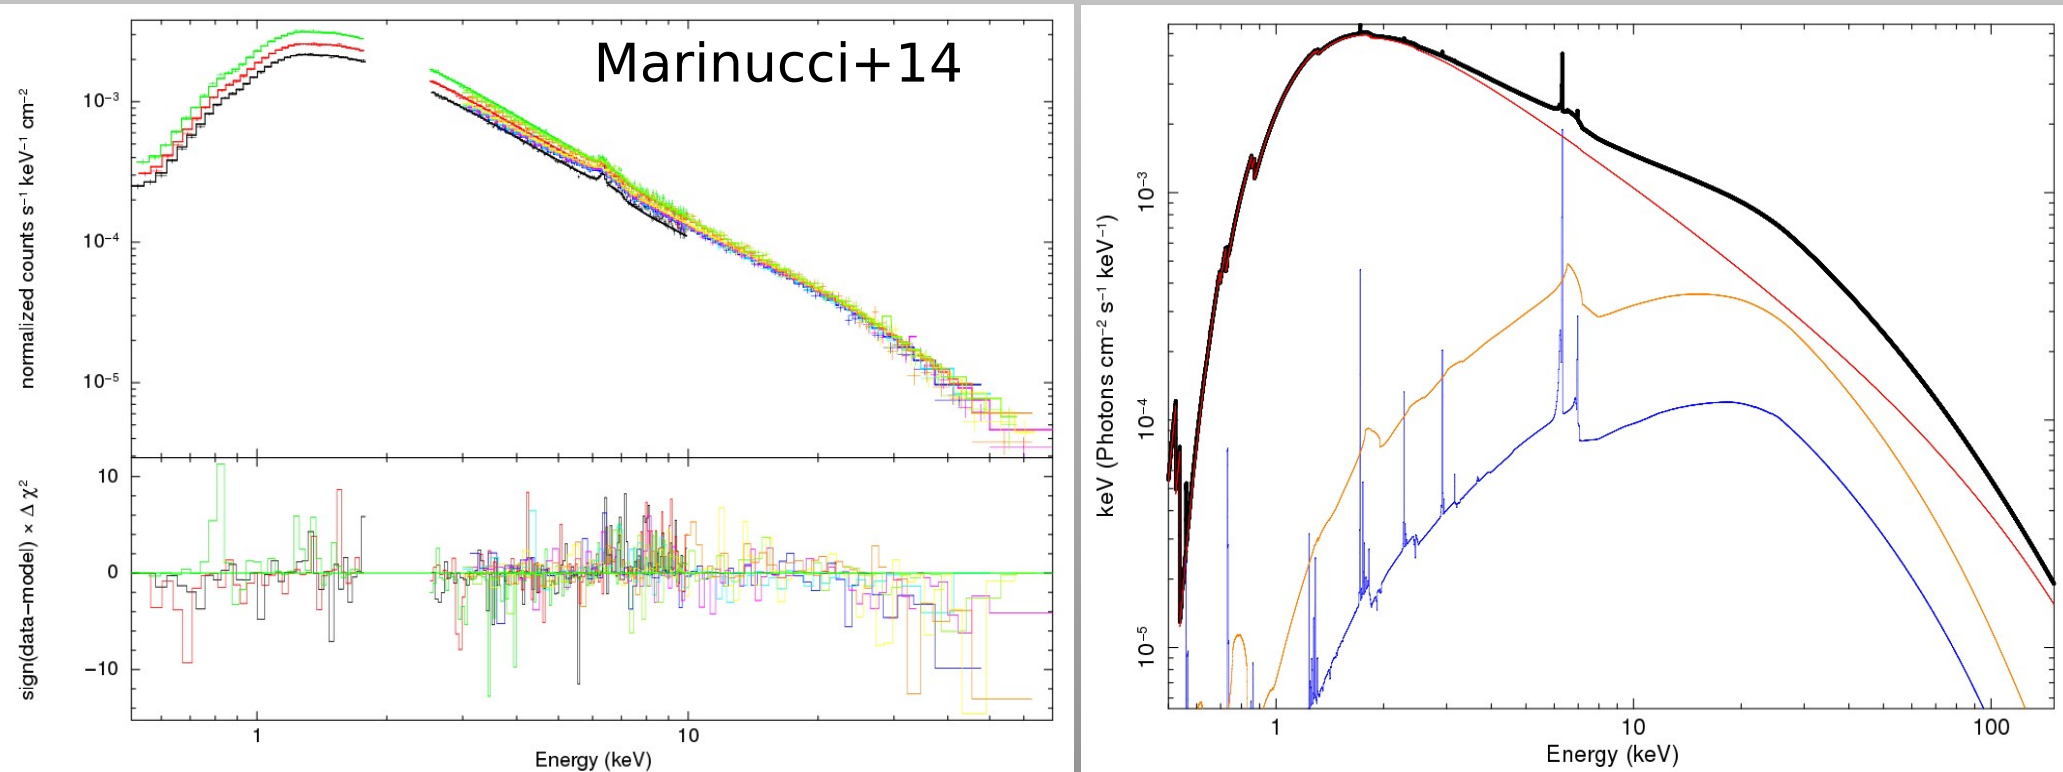 Marinucci+14
normalized counts s⁻¹ keV⁻¹ cm⁻²
10⁻³
10⁻⁴
10⁻⁵
sign(data−model) × Δ χ²
10
0
−10
1
10
Energy (keV)
keV (Photons cm⁻² s⁻¹ keV⁻¹)
10⁻³
10⁻⁴
10⁻⁵
1
10
100
Energy (keV)